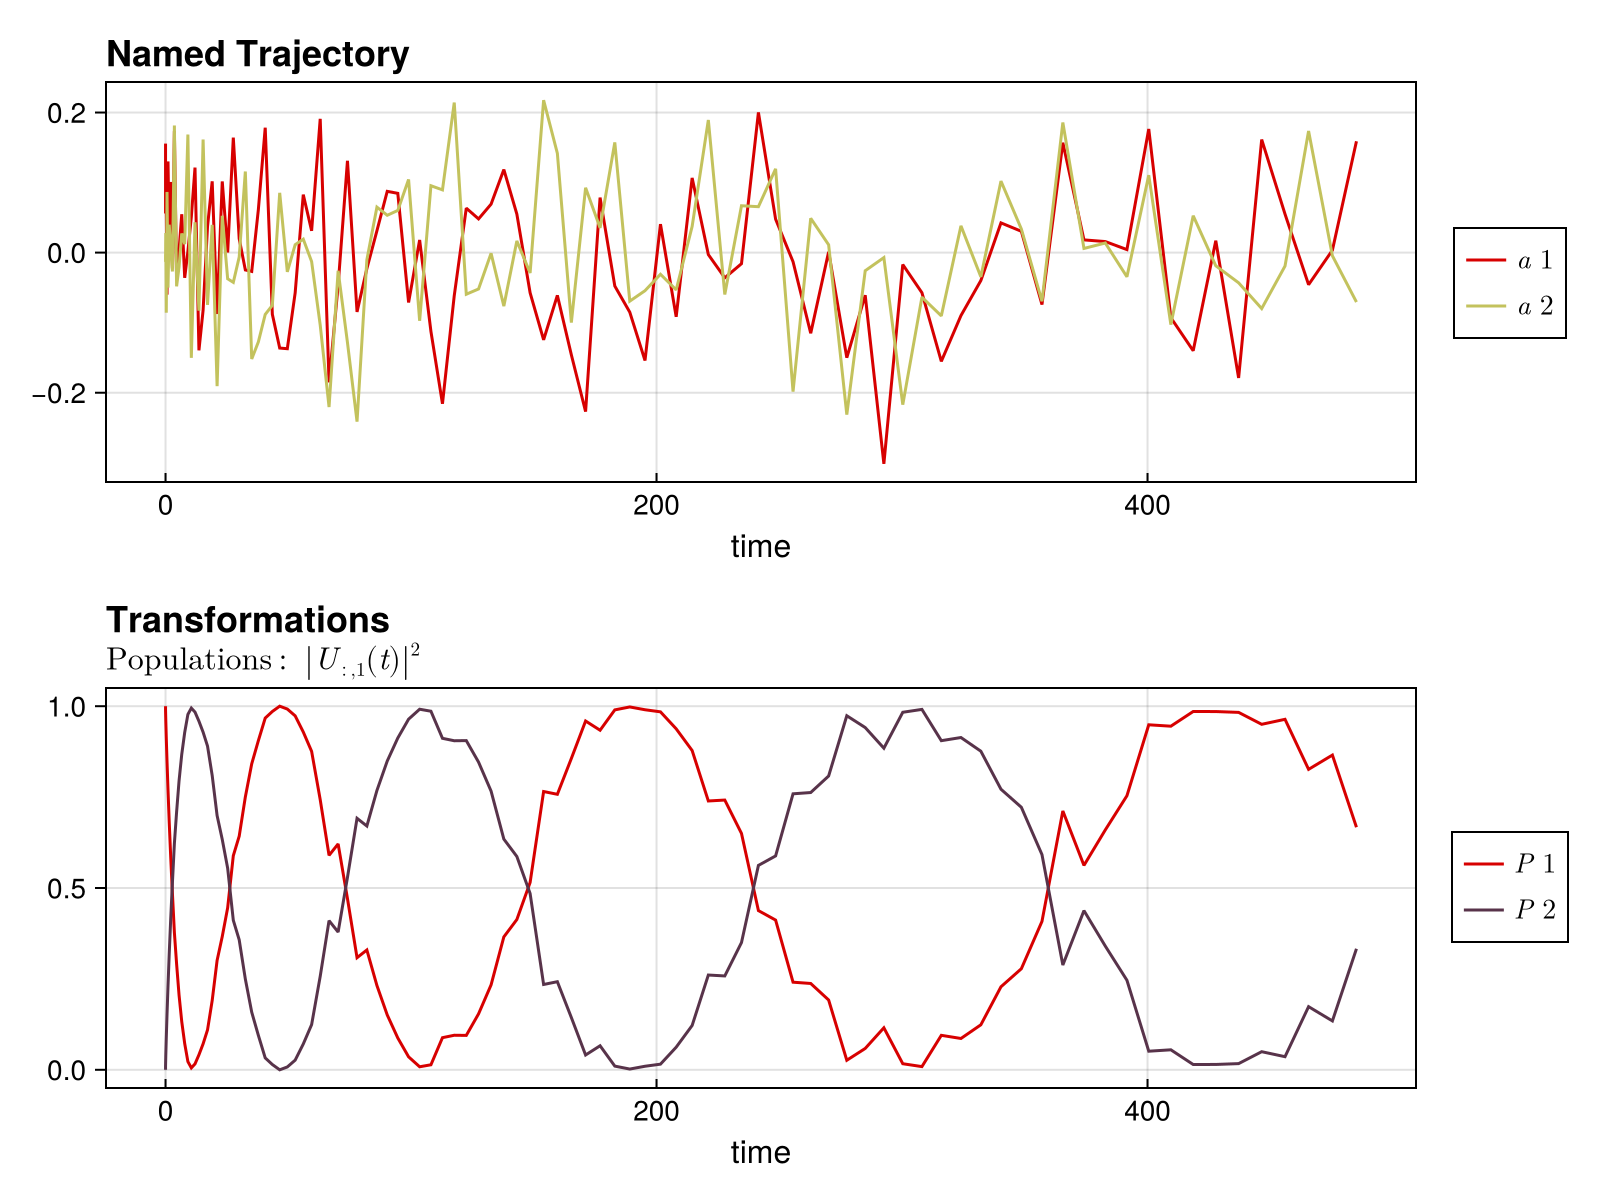 Named Trajectory
0.2
0.0
−0.2
0 200 400
time
a 1
a 2
Transformations
Populations: |U:,1(t)|²
1.0
0.5
0.0
0 200 400
time
P 1
P 2